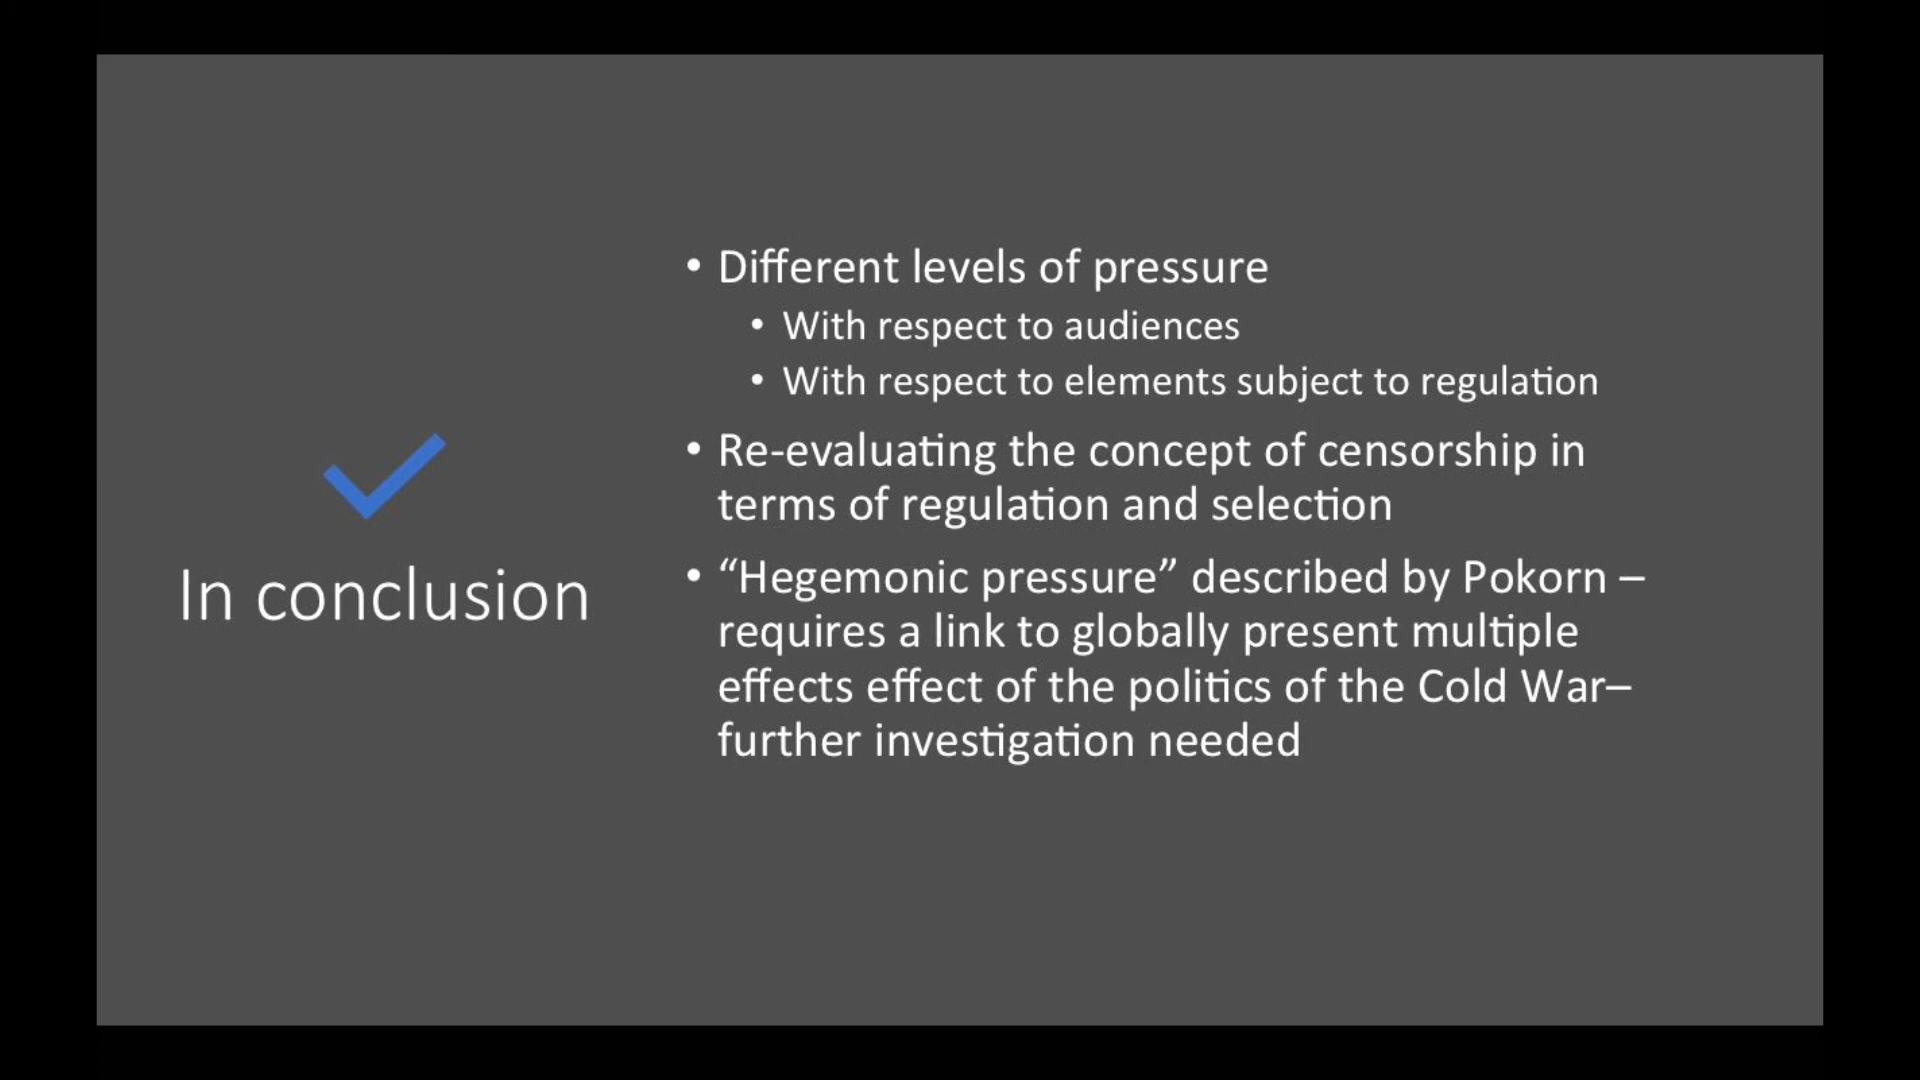 In conclusion
• Different levels of pressure
• With respect to audiences
• With respect to elements subject to regulation
• Re-evaluating the concept of censorship in
terms of regulation and selection
• “Hegemonic pressure” described by Pokorn –
requires a link to globally present multiple
effects effect of the politics of the Cold War–
further investigation needed